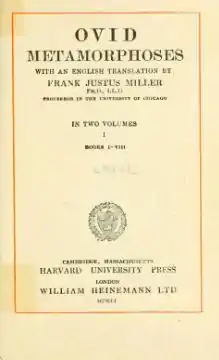 OVID
METAMORPHOSES
WITH AN ENGLISH TRANSLATION BY
FRANK JUSTUS MILLER
PH.D., LL.D.
PROFESSOR IN THE UNIVERSITY OF CHICAGO
IN TWO VOLUMES
I
BOOKS I-VIII
CAMBRIDGE, MASSACHUSETTS
HARVARD UNIVERSITY PRESS
LONDON
WILLIAM HEINEMANN LTD